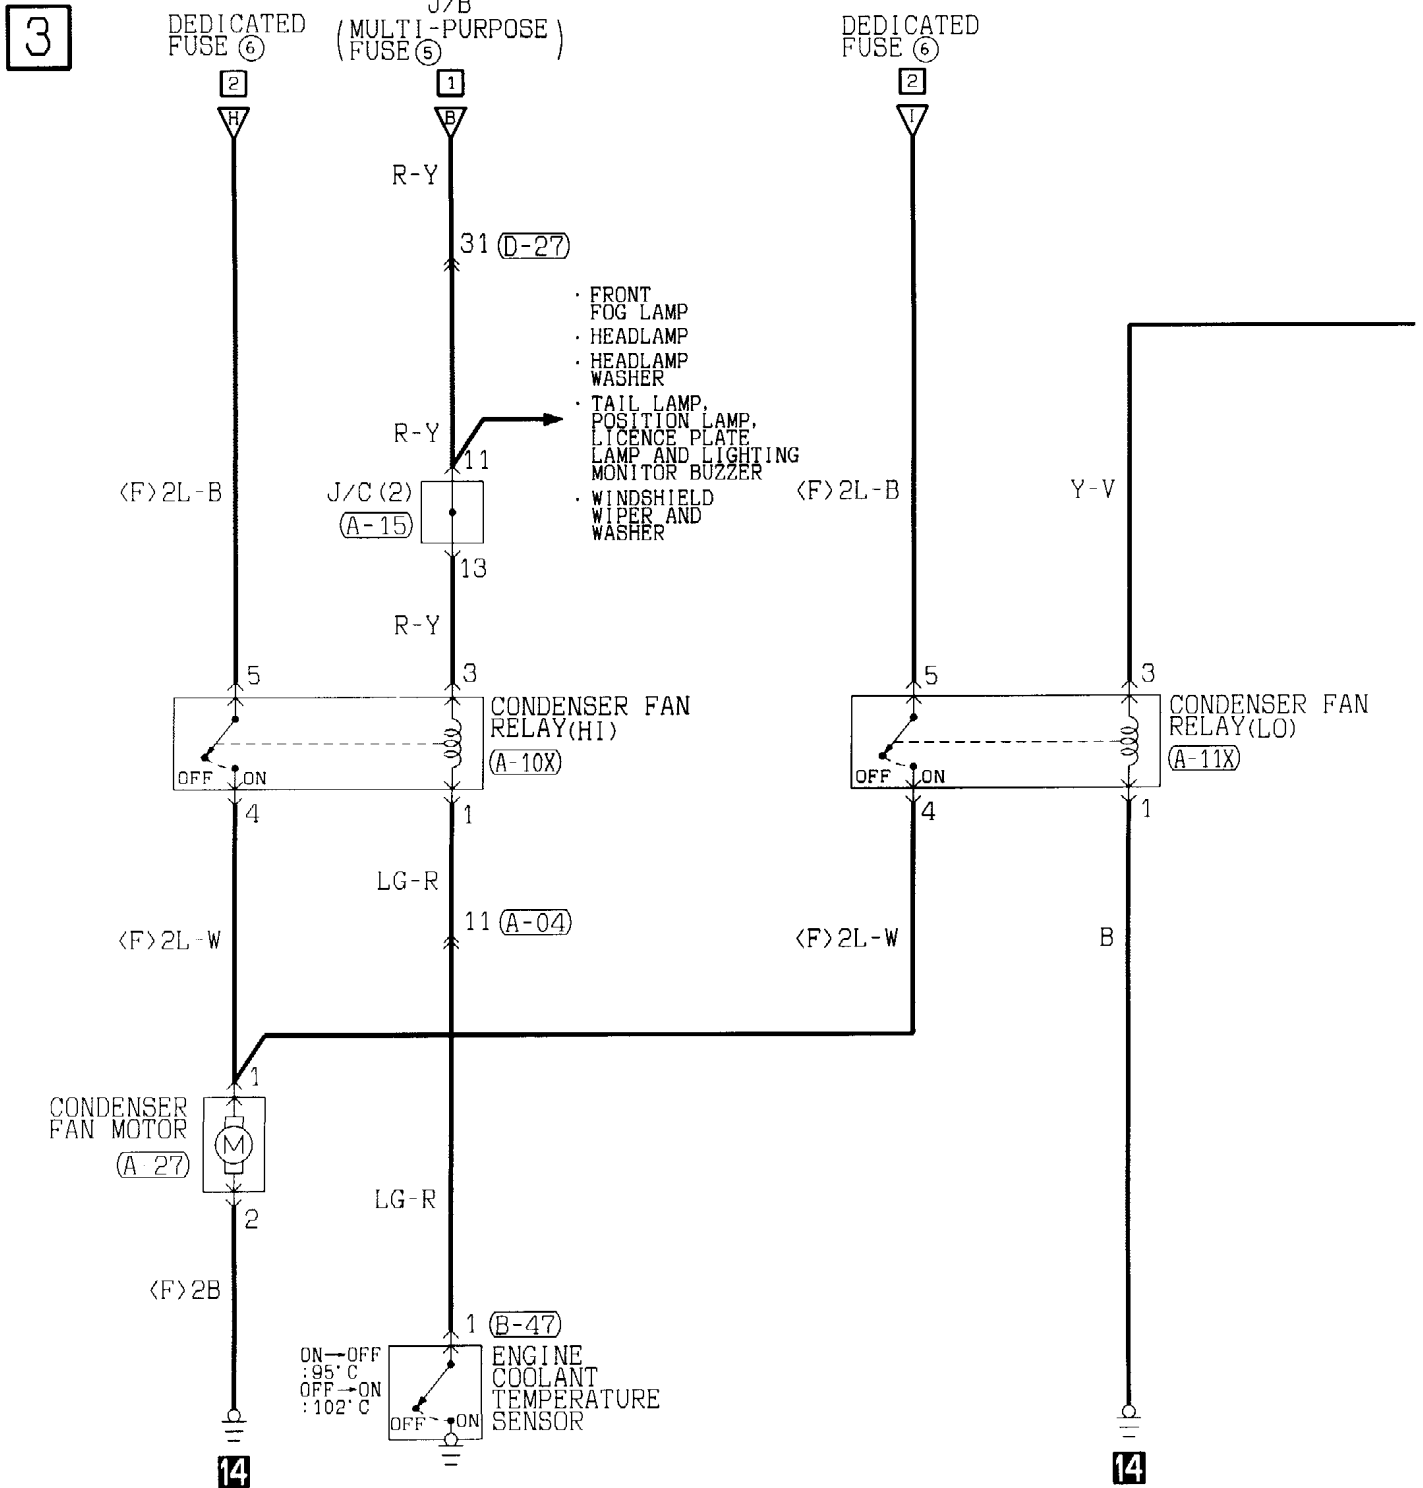 3
DEDICATED
FUSE ⑥
J/B
(MULTI-PURPOSE
FUSE⑤)
DEDICATED
FUSE ⑥
2
1
2
H
B
I
R-Y
31 (D-27)
· FRONT
FOG LAMP
· HEADLAMP
· HEADLAMP
WASHER
· TAIL LAMP,
POSITION LAMP,
LICENCE PLATE
LAMP AND LIGHTING
MONITOR BUZZER
· WINDSHIELD
WIPER AND
WASHER
R-Y
11
<F>2L-B
J/C(2)
(A-15)
<F>2L-B
Y-V
13
R-Y
5
3
5
3
CONDENSER FAN
RELAY(HI)
(A-10X)
OFF
ON
CONDENSER FAN
RELAY(LO)
(A-11X)
OFF
ON
4
1
4
1
LG-R
11 (A-04)
<F>2L-W
<F>2L-W
B
1
CONDENSER
FAN MOTOR
(A-27)
M
2
LG-R
<F>2B
1 (B-47)
ON→OFF
:95°C
OFF→ON
:102°C
OFF
ON
ENGINE
COOLANT
TEMPERATURE
SENSOR
14
14